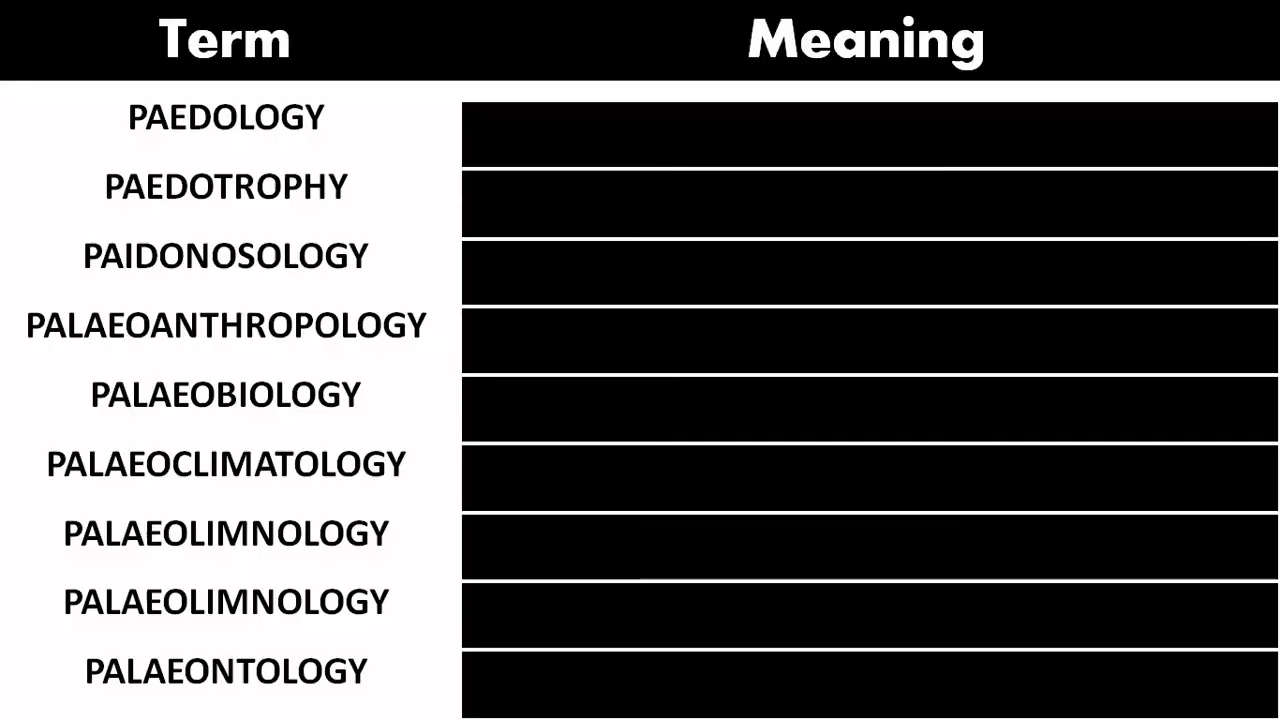 Term Meaning
PAEDOLOGY
PAEDOTROPHY
PAIDONOSOLOGY
PALAEOANTHROPOLOGY
PALAEOBIOLOGY
PALAEOCLIMATOLOGY
PALAEOLIMNOLOGY
PALAEOLIMNOLOGY
PALAEONTOLOGY